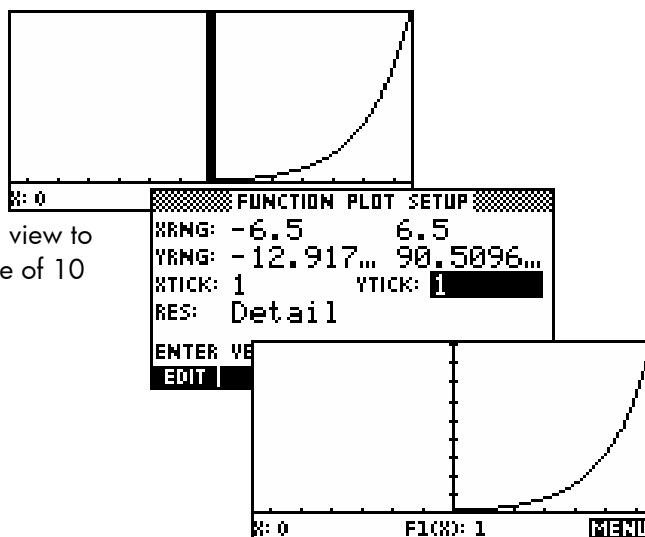 X: 0
view to
e of 10
FUNCTION PLOT SETUP
XRNG: -6.5 6.5
YRNG: -12.917… 90.5096…
XTICK: 1 YTICK: 1
RES: Detail
ENTER VE
EDIT
X: 0 F1(X): 1 MENU